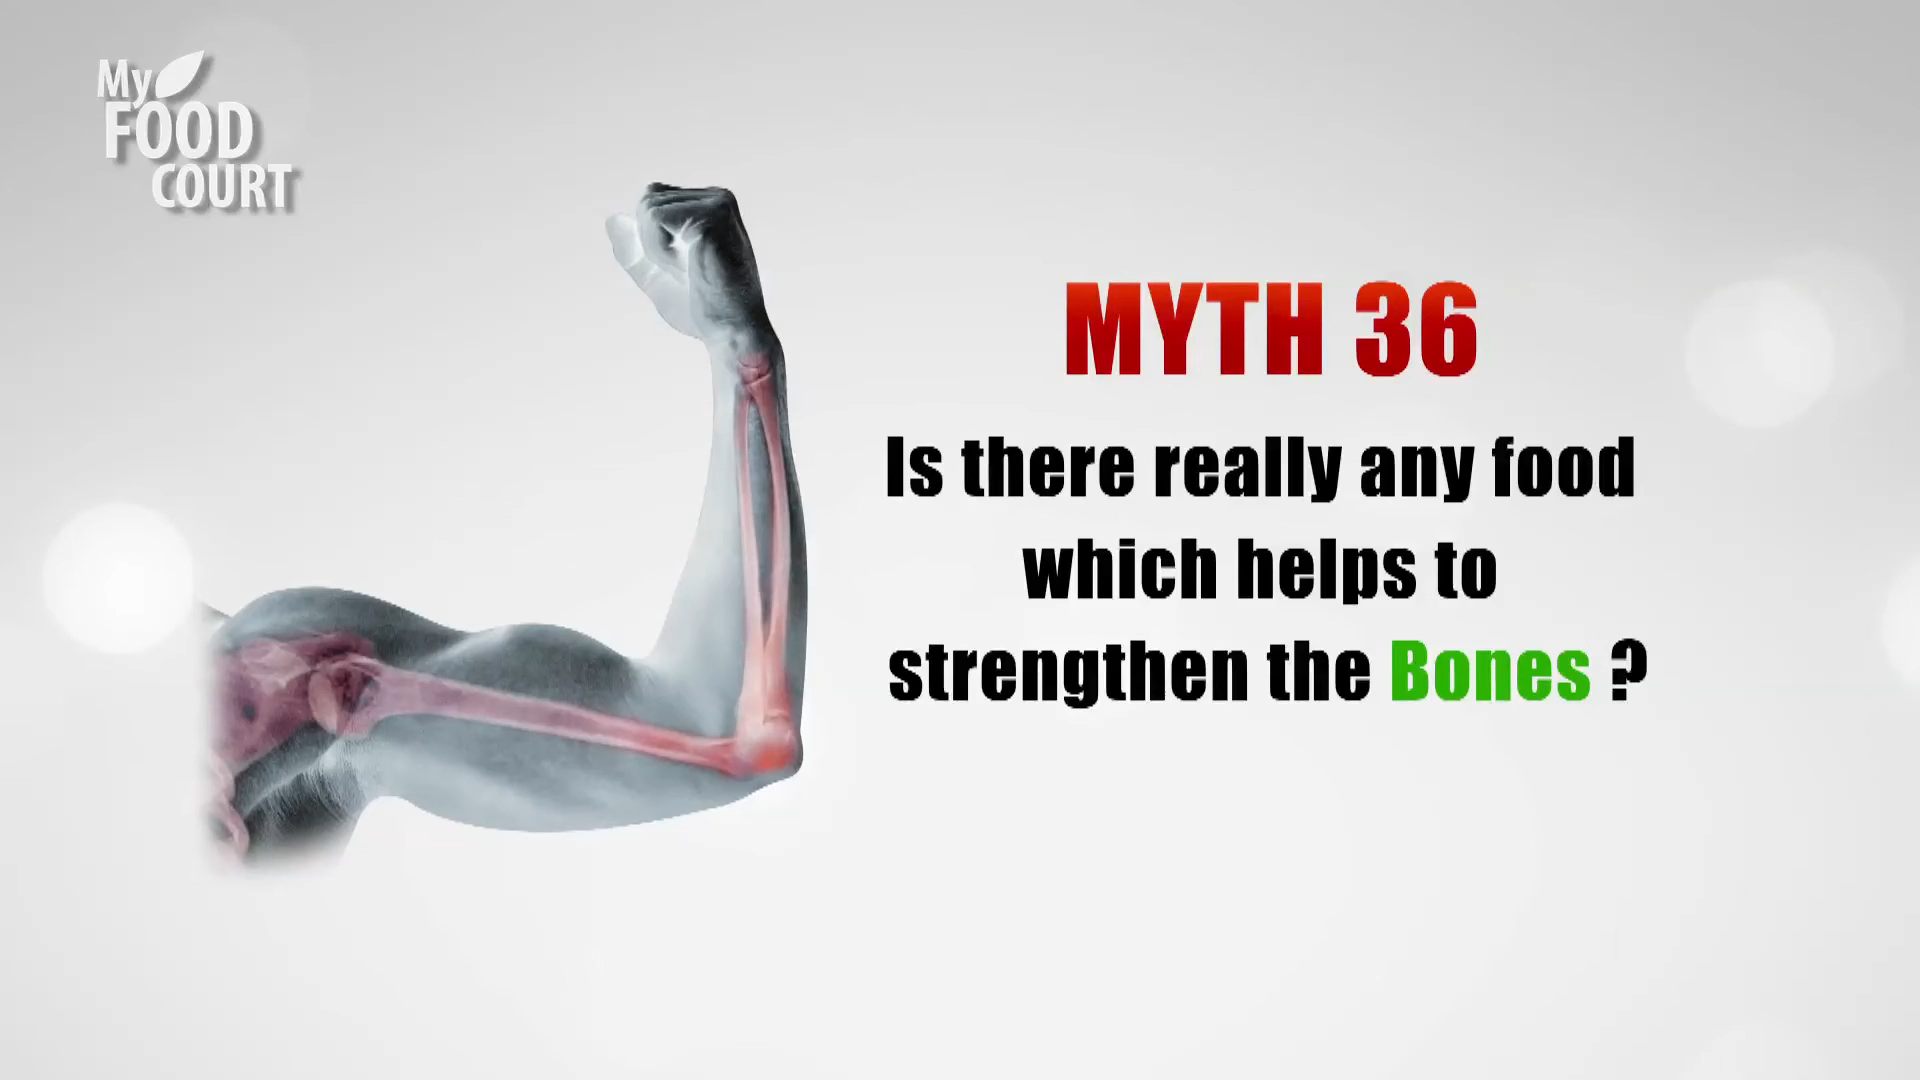 My
FOOD
COURT
MYTH 36
Is there really any food
which helps to
strengthen the Bones ?